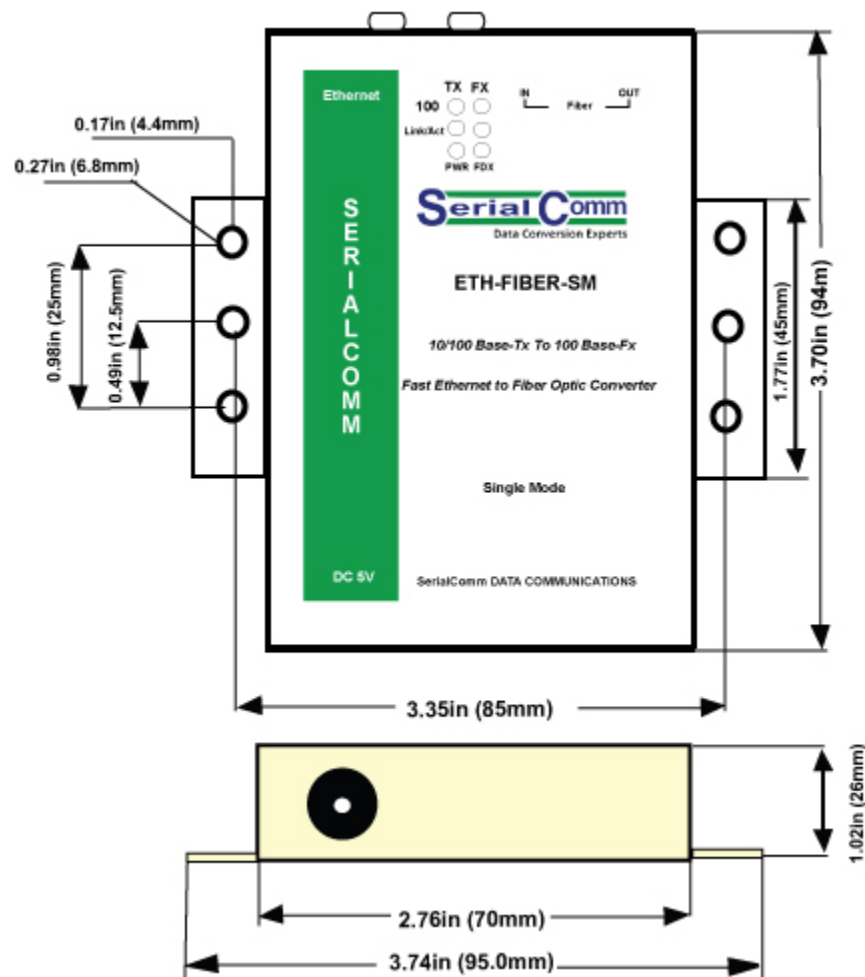 Ethernet
TX FX
100
Link/Act
PWR FDX
IN Fiber OUT
0.17in (4.4mm)
0.27in (6.8mm)
0.98in (25mm)
0.49in (12.5mm)
SERIALCOMM
Serial Comm
Data Conversion Experts
ETH-FIBER-SM
10/100 Base-Tx To 100 Base-Fx
Fast Ethernet to Fiber Optic Converter
Single Mode
DC 5V
SerialComm DATA COMMUNICATIONS
1.77in (45mm)
3.70in (94m)
3.35in (85mm)
1.02in (26mm)
2.76in (70mm)
3.74in (95.0mm)